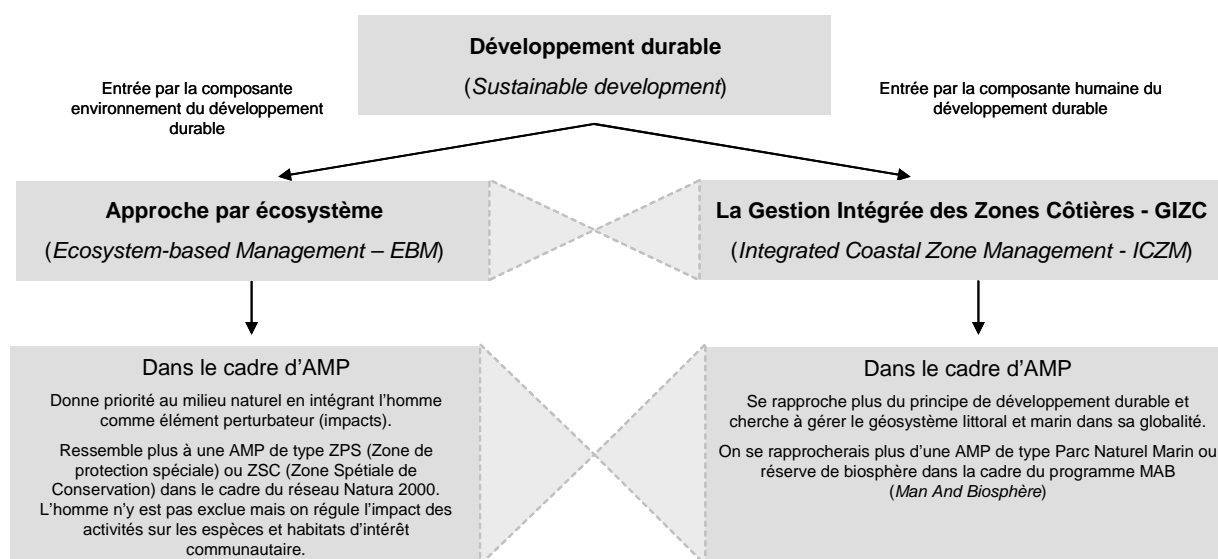 Développement durable
(Sustainable development)
Entrée par la composante
environnement du développement
durable
Entrée par la composante humaine du
développement durable
Approche par écosystème
(Ecosystem-based Management – EBM)
La Gestion Intégrée des Zones Côtières - GIZC
(Integrated Coastal Zone Management - ICZM)
Dans le cadre d’AMP
Donne priorité au milieu naturel en intégrant l’homme
comme élément perturbateur (impacts).
Ressemble plus à une AMP de type ZPS (Zone de
protection spéciale) ou ZSC (Zone Spétiale de
Conservation) dans le cadre du réseau Natura 2000.
L’homme n’y est pas exclue mais on régule l’impact des
activités sur les espèces et habitats d’intérêt
communautaire.
Dans le cadre d’AMP
Se rapproche plus du principe de développement durable et
cherche à gérer le géosystème littoral et marin dans sa globalité.
On se rapprocherais plus d’une AMP de type Parc Naturel Marin ou
réserve de biosphère dans la cadre du programme MAB
(Man And Biosphère)